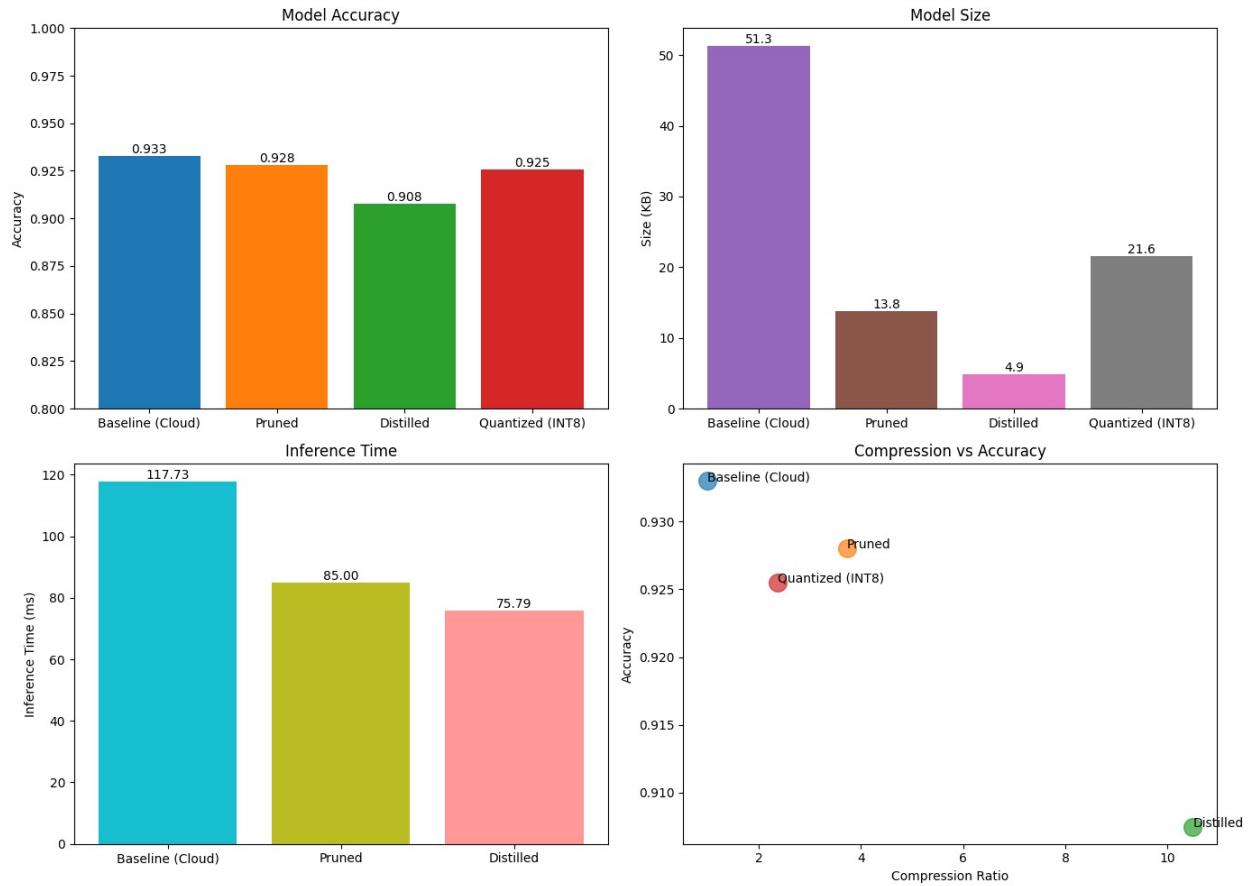 Model Accuracy
1.000
0.975
0.950
0.925
0.900
0.875
0.850
0.825
0.800
Accuracy
0.933
0.928
0.908
0.925
Baseline (Cloud)
Pruned
Distilled
Quantized (INT8)
Model Size
50
40
30
20
10
0
Size (KB)
51.3
13.8
4.9
21.6
Baseline (Cloud)
Pruned
Distilled
Quantized (INT8)
Inference Time
120
100
80
60
40
20
0
Inference Time (ms)
117.73
85.00
75.79
Baseline (Cloud)
Pruned
Distilled
Compression vs Accuracy
0.930
0.925
0.920
0.915
0.910
Accuracy
Baseline (Cloud)
Pruned
Quantized (INT8)
Distilled
2
4
6
8
10
Compression Ratio